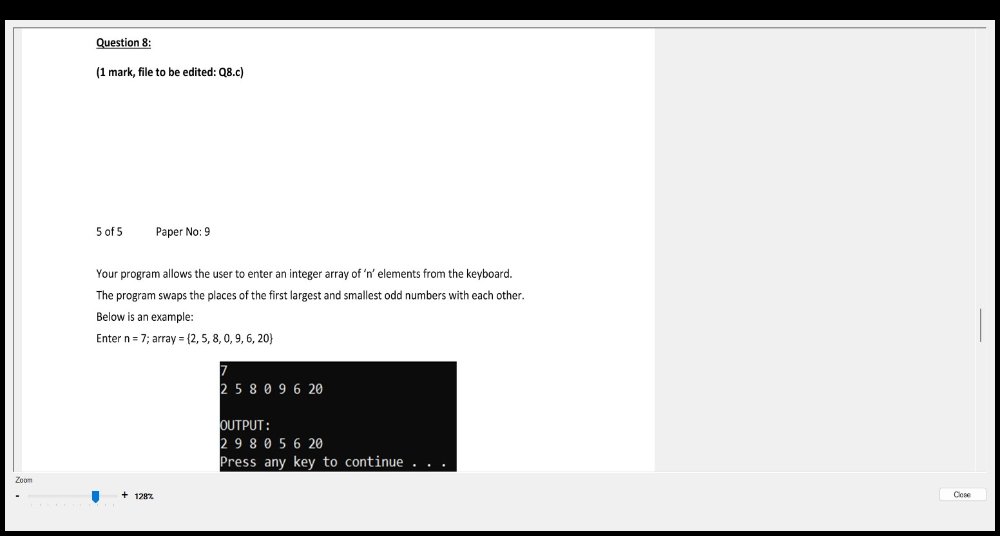 Question 8:
(1 mark, file to be edited: Q8.c)
5 of 5 Paper No: 9
Your program allows the user to enter an integer array of ‘n’ elements from the keyboard.
The program swaps the places of the first largest and smallest odd numbers with each other.
Below is an example:
Enter n = 7; array = {2, 5, 8, 0, 9, 6, 20}
7
2 5 8 0 9 6 20
OUTPUT:
2 9 8 0 5 6 20
Press any key to continue . . .
Zoom
- + 128%
Close